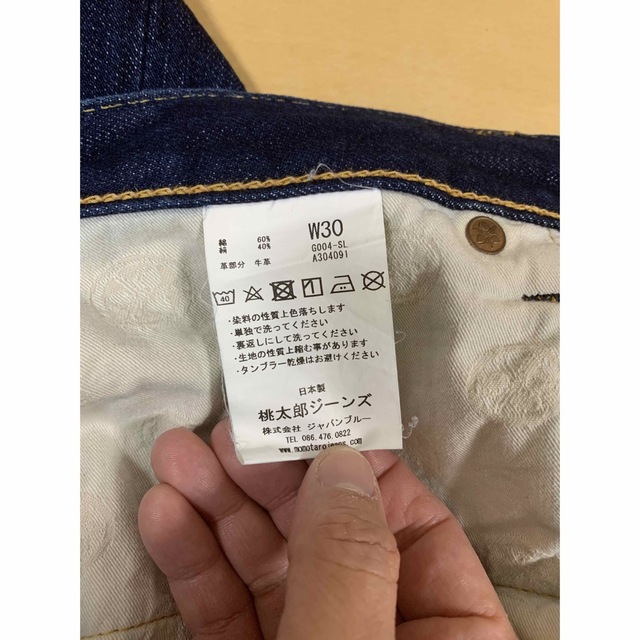 W30
綿 60%
絹 40%
G004-SL
A304091
革部分 牛革
40
・染料の性質上色落ちします
・単独で洗ってください
・裏返しにして洗ってください
・生地の性質上縮む事があります
・タンブラー乾燥はお避けください
日本製
桃太郎ジーンズ
株式会社 ジャパンブルー
TEL 086.476.0822
www.momotarojeans.com